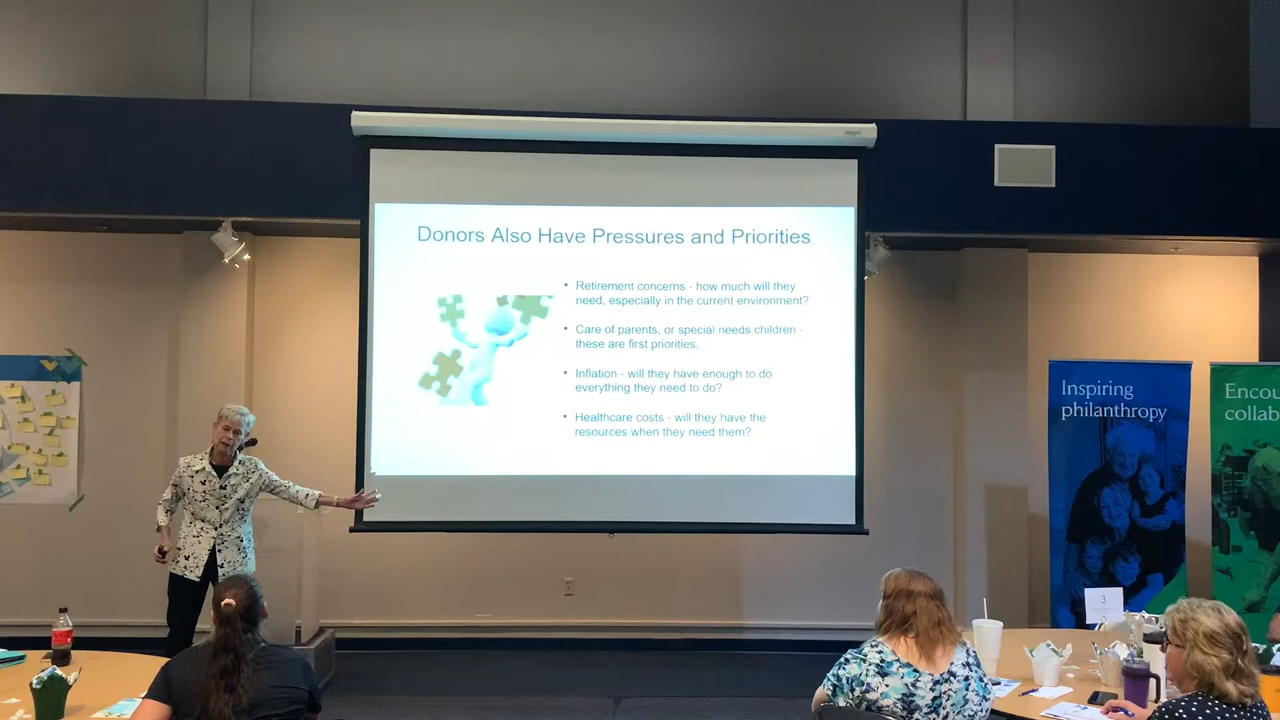 Donors Also Have Pressures and Priorities
• Retirement concerns - how much will they
need, especially in the current environment?
• Care of parents, or special needs children -
these are first priorities.
• Inflation - will they have enough to do
everything they need to do?
• Healthcare costs - will they have the
resources when they need them?
Inspiring
philanthropy
Encou
collab
3